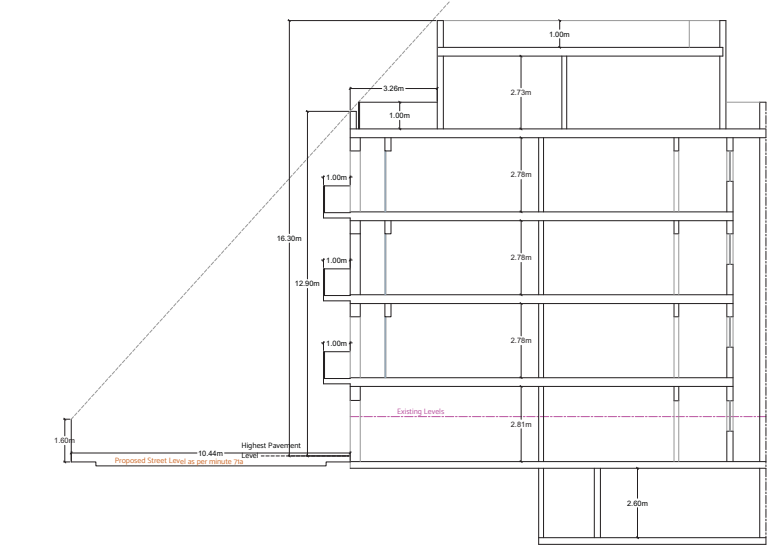 1.00m
3.26m
2.73m
1.00m
1.00m
2.78m
16.30m
1.00m
2.78m
12.90m
1.00m
2.78m
Existing Levels
2.81m
1.60m
Highest Pavement
10.44m
Level
Proposed Street Level as per minute 7la
2.60m